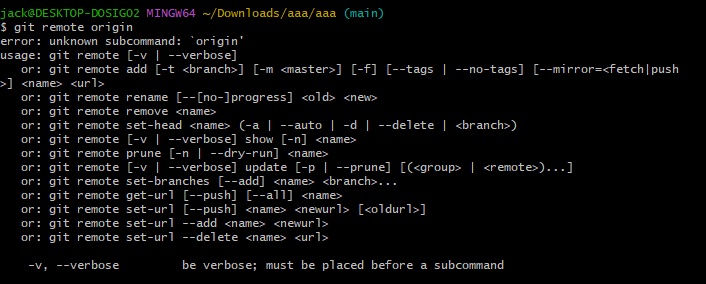 jack@DESKTOP-DOSIGO2 MINGW64 ~/Downloads/aaa/aaa (main)
$ git remote origin
error: unknown subcommand: `origin'
usage: git remote [-v | --verbose]
   or: git remote add [-t <branch>] [-m <master>] [-f] [--tags | --no-tags] [--mirror=<fetch|push
>] <name> <url>
   or: git remote rename [--[no-]progress] <old> <new>
   or: git remote remove <name>
   or: git remote set-head <name> (-a | --auto | -d | --delete | <branch>)
   or: git remote [-v | --verbose] show [-n] <name>
   or: git remote prune [-n | --dry-run] <name>
   or: git remote [-v | --verbose] update [-p | --prune] [(<group> | <remote>)...]
   or: git remote set-branches [--add] <name> <branch>...
   or: git remote get-url [--push] [--all] <name>
   or: git remote set-url [--push] <name> <newurl> [<oldurl>]
   or: git remote set-url --add <name> <newurl>
   or: git remote set-url --delete <name> <url>

    -v, --verbose         be verbose; must be placed before a subcommand